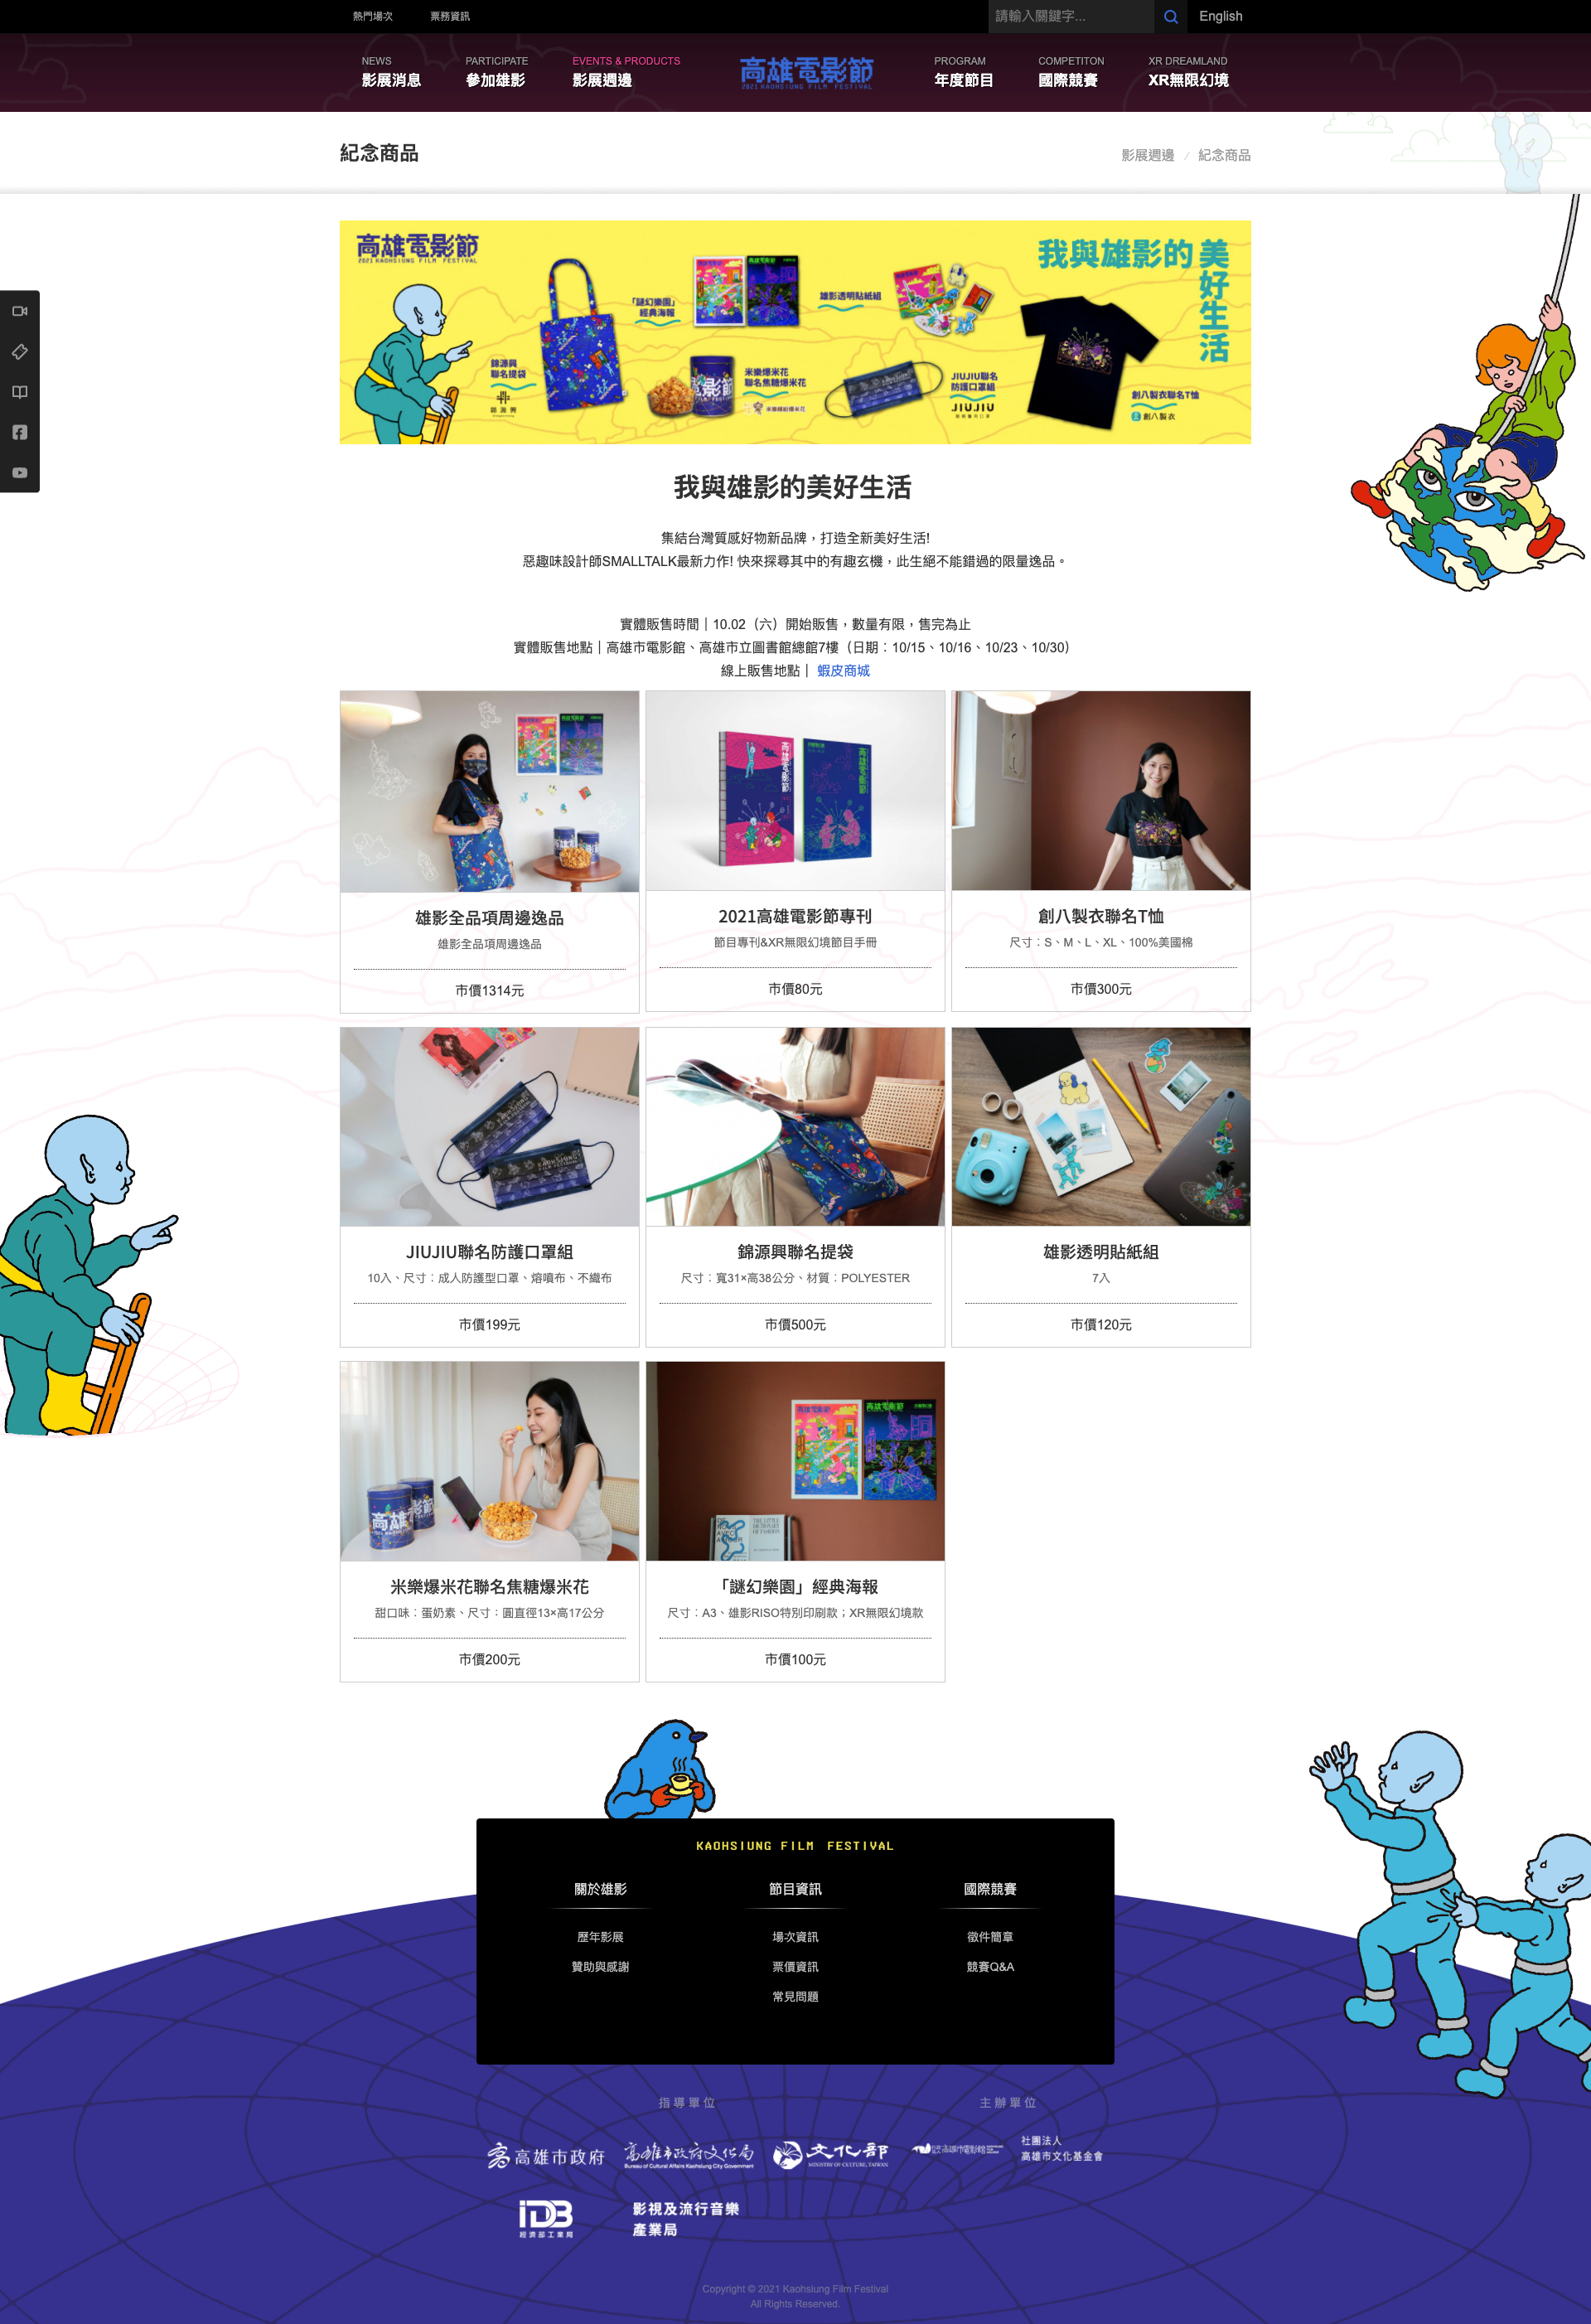 熱門場次
票務資訊
請輸入關鍵字...
English
NEWS
影展消息
PARTICIPATE
參加雄影
EVENTS & PRODUCTS
影展週邊
高雄電影節
2021 KAOHSIUNG FILM FESTIVAL
PROGRAM
年度節目
COMPETITON
國際競賽
XR DREAMLAND
XR無限幻境
紀念商品
影展週邊 / 紀念商品
高雄電影節
2021 KAOHSIUNG FILM FESTIVAL
我與雄影的美好生活
「謎幻樂園」
經典海報
雄影透明貼紙組
錦源興
聯名提袋
錦源興
米樂爆米花
聯名焦糖爆米花
JIUJIU聯名
防護口罩組
JIUJIU
創八製衣聯名T恤
創八製衣
我與雄影的美好生活
集結台灣質感好物新品牌，打造全新美好生活!
惡趣味設計師SMALLTALK最新力作! 快來探尋其中的有趣玄機，此生絕不能錯過的限量逸品。
實體販售時間｜10.02（六）開始販售，數量有限，售完為止
實體販售地點｜高雄市電影館、高雄市立圖書館總館7樓（日期：10/15、10/16、10/23、10/30）
線上販售地點｜ 蝦皮商城
雄影全品項周邊逸品
雄影全品項周邊逸品
市價1314元
2021高雄電影節專刊
節目專刊&XR無限幻境節目手冊
市價80元
創八製衣聯名T恤
尺寸：S、M、L、XL、100%美國棉
市價300元
JIUJIU聯名防護口罩組
10入、尺寸：成人防護型口罩、熔噴布、不織布
市價199元
錦源興聯名提袋
尺寸：寬31×高38公分、材質：POLYESTER
市價500元
雄影透明貼紙組
7入
市價120元
米樂爆米花聯名焦糖爆米花
甜口味：蛋奶素、尺寸：圓直徑13×高17公分
市價200元
「謎幻樂園」經典海報
尺寸：A3、雄影RISO特別印刷款；XR無限幻境款
市價100元
KAOHSIUNG FILM FESTIVAL
關於雄影
歷年影展
贊助與感謝
節目資訊
場次資訊
票價資訊
常見問題
國際競賽
徵件簡章
競賽Q&A
指導單位
主辦單位
高雄市政府
高雄市政府文化局
Bureau of Cultural Affairs Kaohsiung City Government
文化部
MINISTRY OF CULTURE, TAIWAN
社團法人
高雄市文化基金會
IDB
經濟部工業局
影視及流行音樂
產業局
Copyright © 2021 Kaohsiung Film Festival
All Rights Reserved.